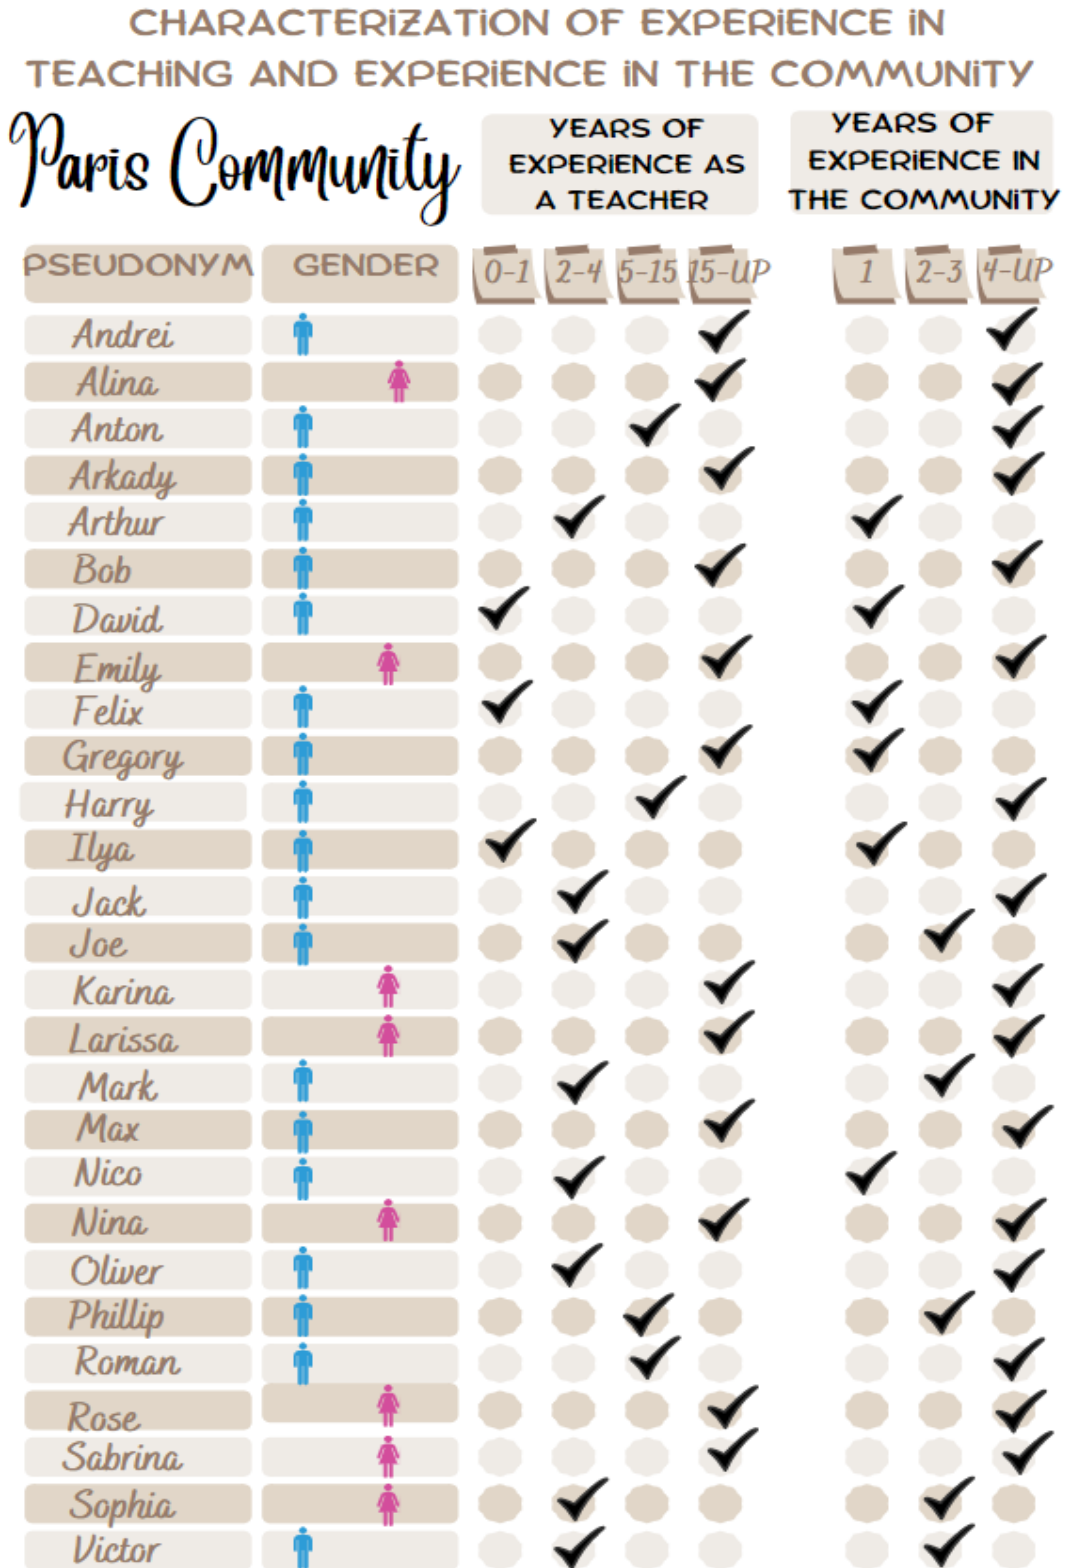 CHARACTERIZATION OF EXPERIENCE IN
TEACHING AND EXPERIENCE IN THE COMMUNITY
Paris Community
YEARS OF
EXPERIENCE AS
A TEACHER
YEARS OF
EXPERIENCE IN
THE COMMUNITY
PSEUDONYM GENDER 0-1 2-4 5-15 15-UP 1 2-3 4-UP
Andrei
Alina
Anton
Arkady
Arthur
Bob
David
Emily
Felix
Gregory
Harry
Ilya
Jack
Joe
Karina
Larissa
Mark
Max
Nico
Nina
Oliver
Phillip
Roman
Rose
Sabrina
Sophia
Victor